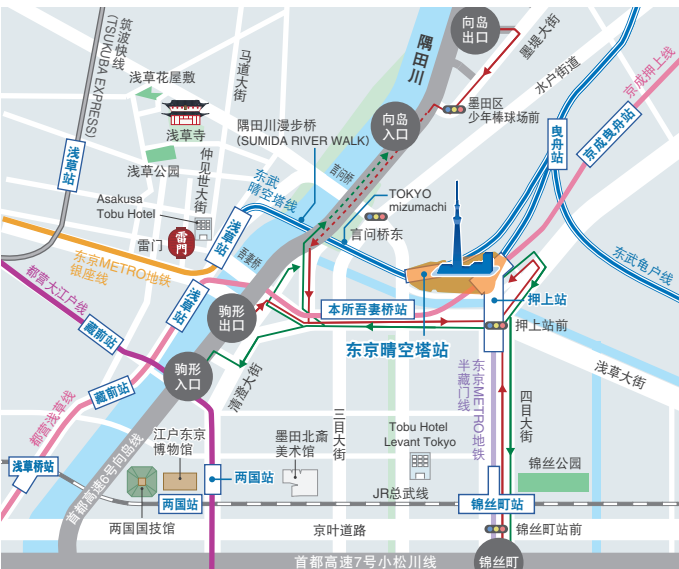 向岛
出口
墨堤大街
水户街道
京成押上线
筑波快线
(TSUKUBA EXPRESS)
马道大街
隅田川
浅草花屋敷
墨田区
少年棒球场前
向岛
入口
曳舟站
京成曳舟站
浅草寺
隅田川漫步桥
(SUMIDA RIVER WALK)
浅草站
仲见世大街
浅草公园
言问桥
东武
晴空塔线
TOKYO
mizumachi
Asakusa
Tobu Hotel
言问桥东
雷门
雷門
浅草站
吾妻桥
东武龟户线
东京METRO地铁
银座线
都营大江户线
浅草站
押上站
本所吾妻桥站
驹形
出口
押上站前
藏前站
东京晴空塔站
浅草大街
驹形
入口
清澄大街
藏前站
都营浅草线
三目大街
东京METRO地铁
半藏门线
四目大街
江户东京
博物馆
墨田北斋
美术馆
Tobu Hotel
Levant Tokyo
首都高速6号向岛线
浅草桥站
两国站
锦丝公园
两国站
JR总武线
锦丝町站
两国国技馆
京叶道路
锦丝町站前
首都高速7号小松川线
锦丝町